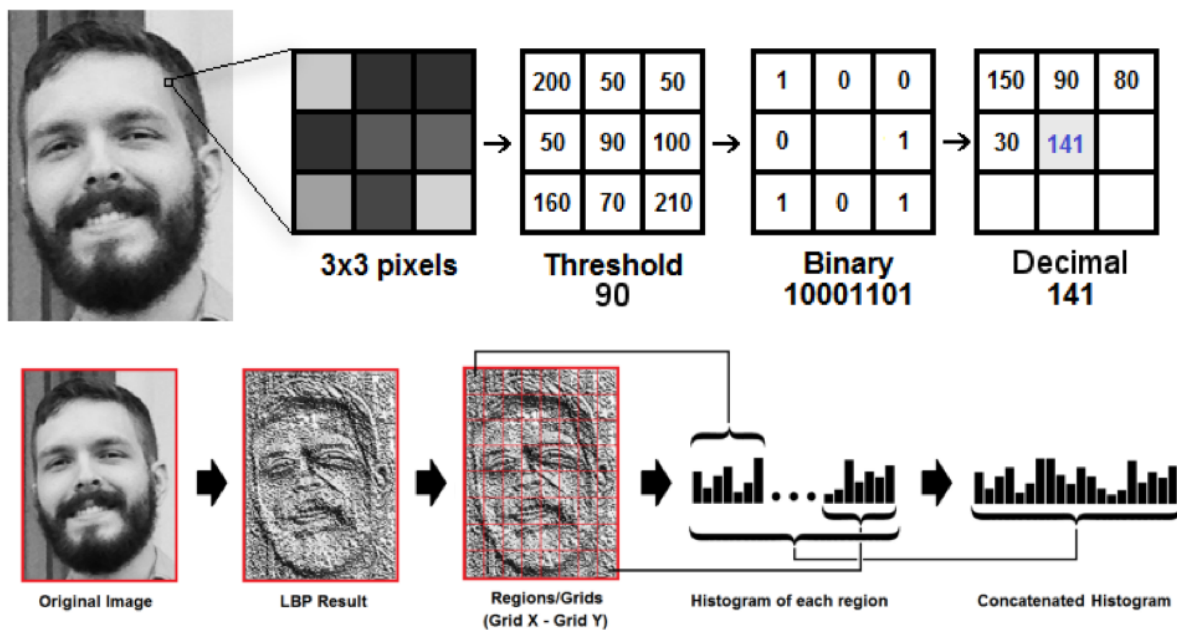 200 50 50
50 90 100
160 70 210
1 0 0
0 1
1 0 1
150 90 80
30 141
3x3 pixels
Threshold
90
Binary
10001101
Decimal
141
Original Image
LBP Result
Regions/Grids
(Grid X - Grid Y)
Histogram of each region
Concatenated Histogram